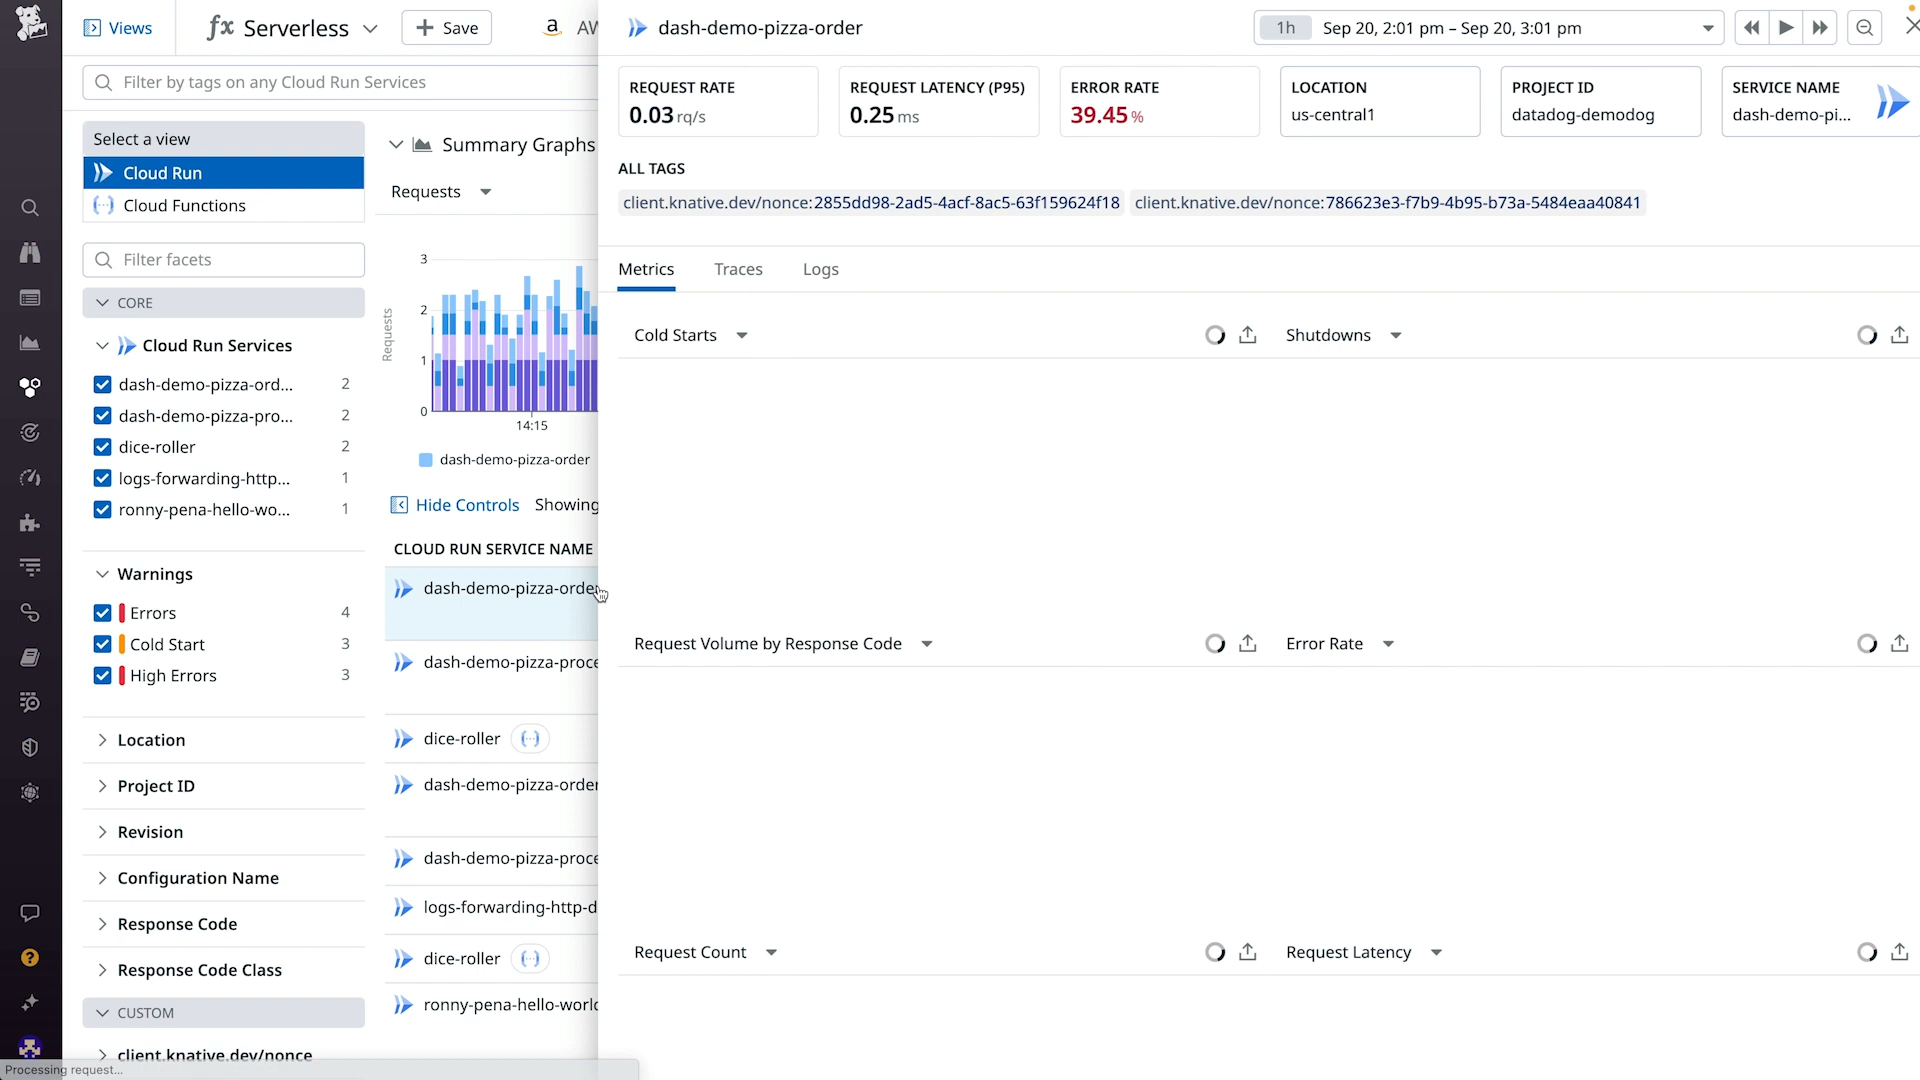 Views
fx Serverless
Save
a AW
dash-demo-pizza-order
1h Sep 20, 2:01 pm – Sep 20, 3:01 pm
Filter by tags on any Cloud Run Services
REQUEST RATE
0.03 rq/s
REQUEST LATENCY (P95)
0.25 ms
ERROR RATE
39.45 %
LOCATION
us-central1
PROJECT ID
datadog-demodog
SERVICE NAME
dash-demo-pi...
ALL TAGS
client.knative.dev/nonce:2855dd98-2ad5-4acf-8ac5-63f159624f18 client.knative.dev/nonce:786623e3-f7b9-4b95-b73a-5484eaa40841
Select a view
Cloud Run
Cloud Functions
Filter facets
CORE
Cloud Run Services
dash-demo-pizza-ord... 2
dash-demo-pizza-pro... 2
dice-roller 2
logs-forwarding-http... 1
ronny-pena-hello-wo... 1
Warnings
Errors 4
Cold Start 3
High Errors 3
Location
Project ID
Revision
Configuration Name
Response Code
Response Code Class
CUSTOM
client.knative.dev/nonce
Processing request...
Summary Graphs
Requests
Requests
3
2
1
0
14:15
dash-demo-pizza-order
Hide Controls Showing
CLOUD RUN SERVICE NAME
dash-demo-pizza-order
dash-demo-pizza-proce
dice-roller
dash-demo-pizza-order
dash-demo-pizza-proce
logs-forwarding-http-d
dice-roller
ronny-pena-hello-world
Metrics Traces Logs
Cold Starts
Shutdowns
Request Volume by Response Code
Error Rate
Request Count
Request Latency